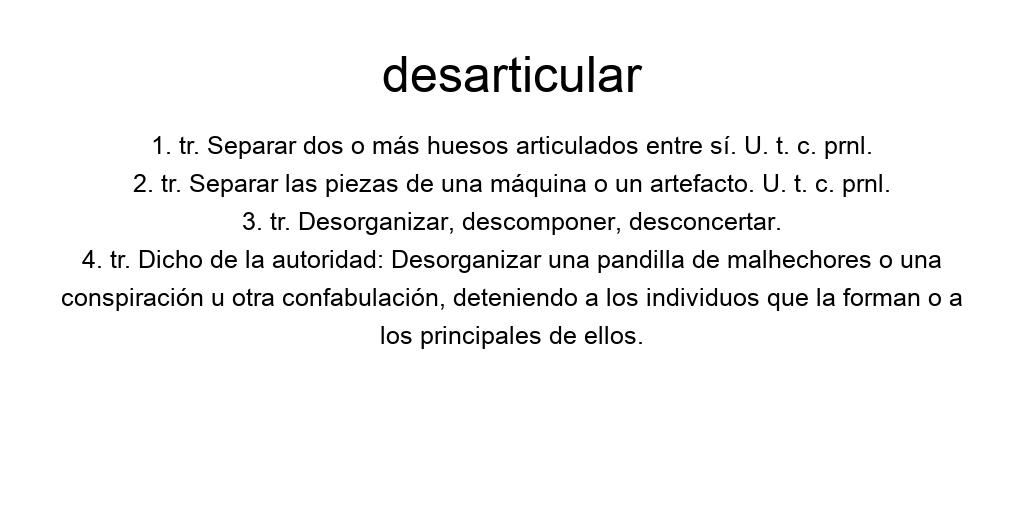 desarticular
1. tr. Separar dos o más huesos articulados entre sí. U. t. c. prnl.
2. tr. Separar las piezas de una máquina o un artefacto. U. t. c. prnl.
3. tr. Desorganizar, descomponer, desconcertar.
4. tr. Dicho de la autoridad: Desorganizar una pandilla de malhechores o una
conspiración u otra confabulación, deteniendo a los individuos que la forman o a
los principales de ellos.